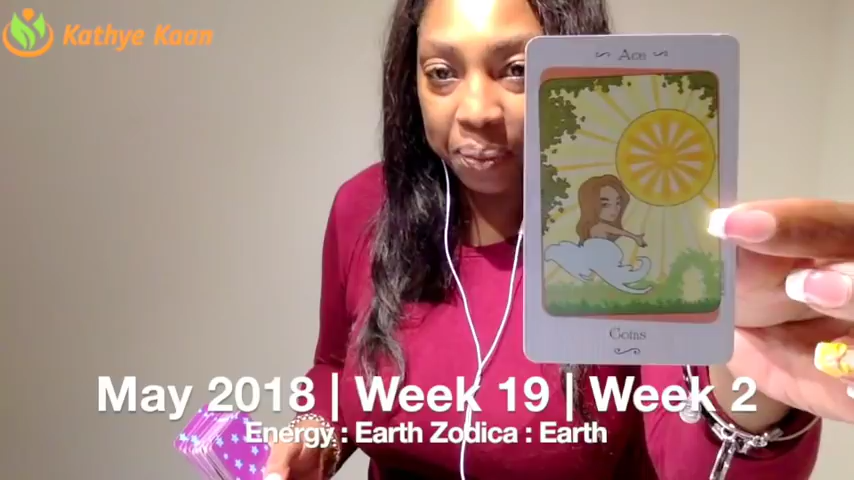 Kathye Koan
Ace
Coins
May 2018 | Week 19 | Week 2
Energy : Earth Zodica : Earth